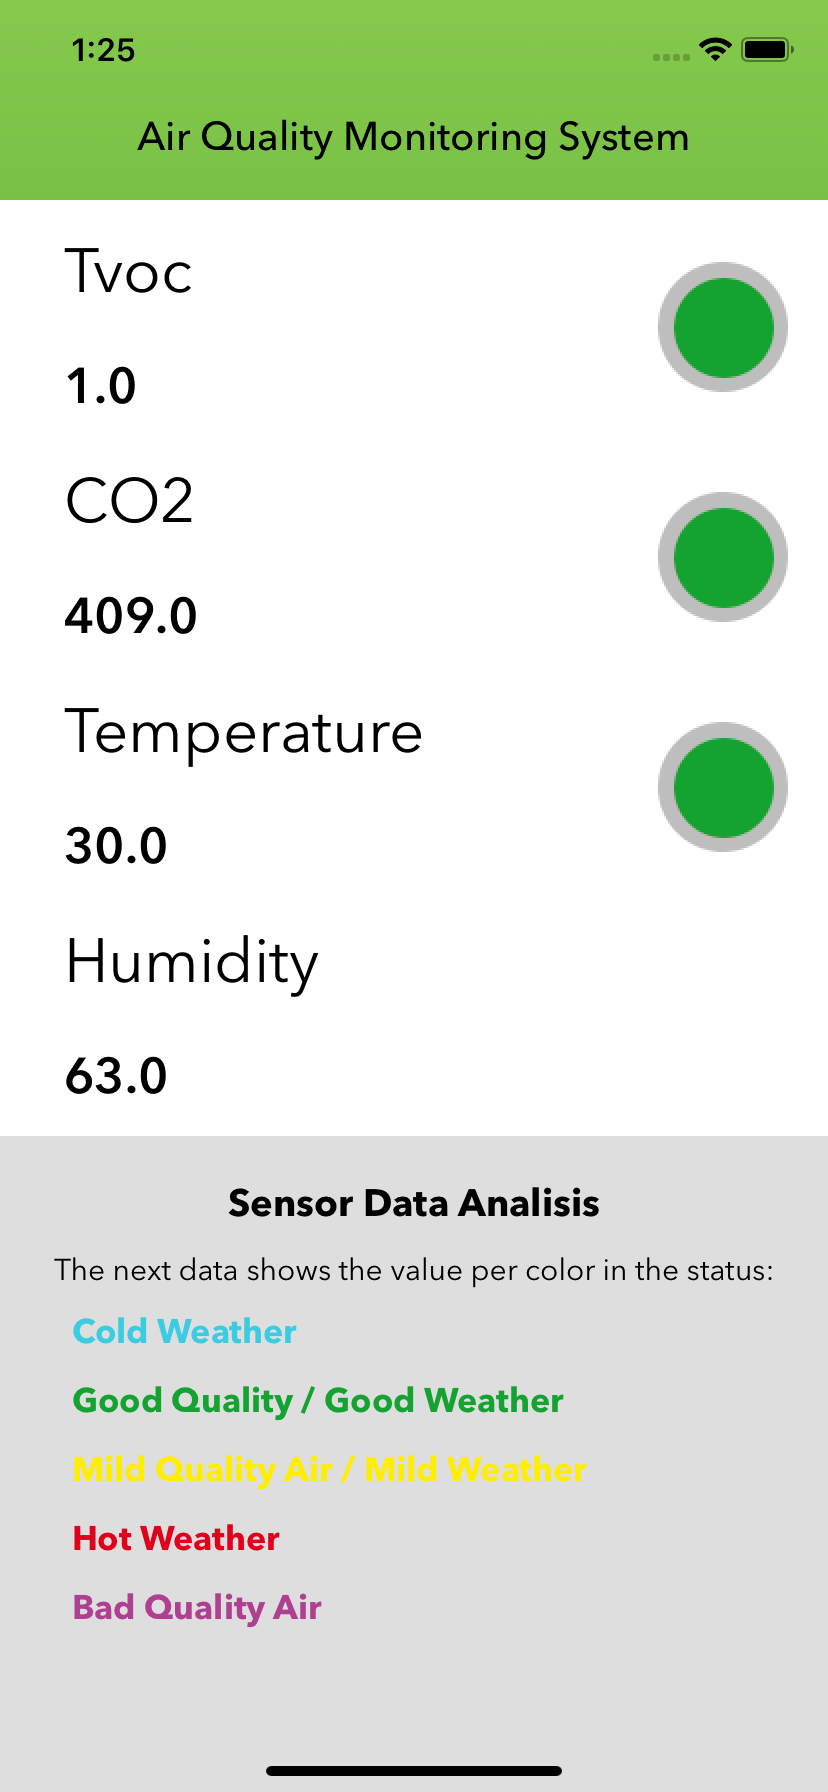 1:25
Air Quality Monitoring System
Tvoc
1.0
CO2
409.0
Temperature
30.0
Humidity
63.0
Sensor Data Analisis
The next data shows the value per color in the status:
Cold Weather
Good Quality / Good Weather
Mild Quality Air / Mild Weather
Hot Weather
Bad Quality Air